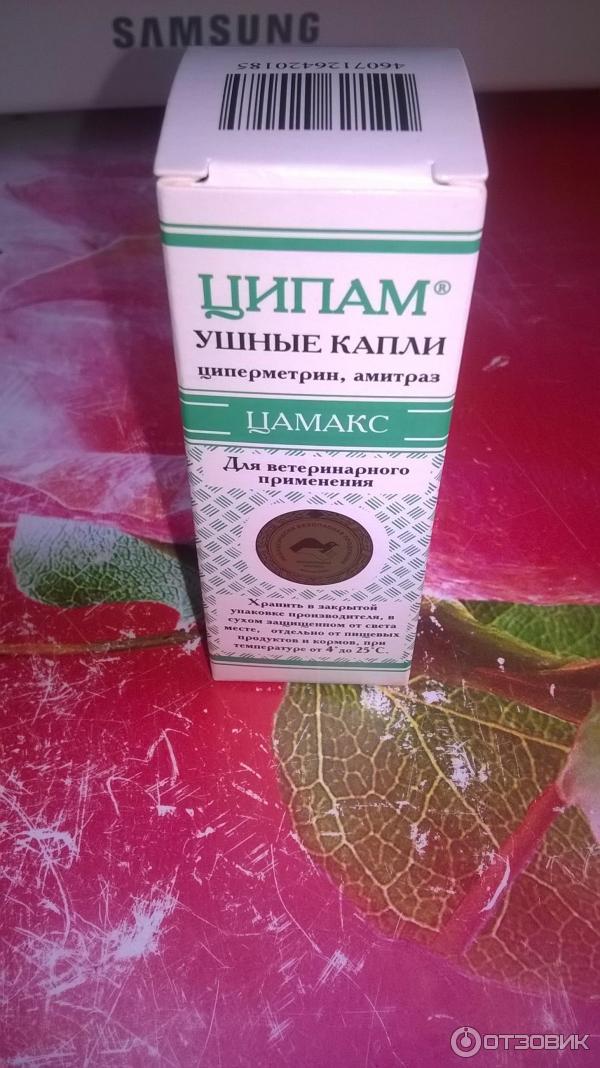 SAMSUNG
4607126420185
ЦИПАМ®
УШНЫЕ КАПЛИ
циперметрин, амитраз
ЦАМАКС
Для ветеринарного
применения
Хранить в закрытой
упаковке производителя, в
сухом защищенном от света
месте, отдельно от пищевых
продуктов и кормов, при
температуре от 4° до 25°С.
ОТЗОВИК